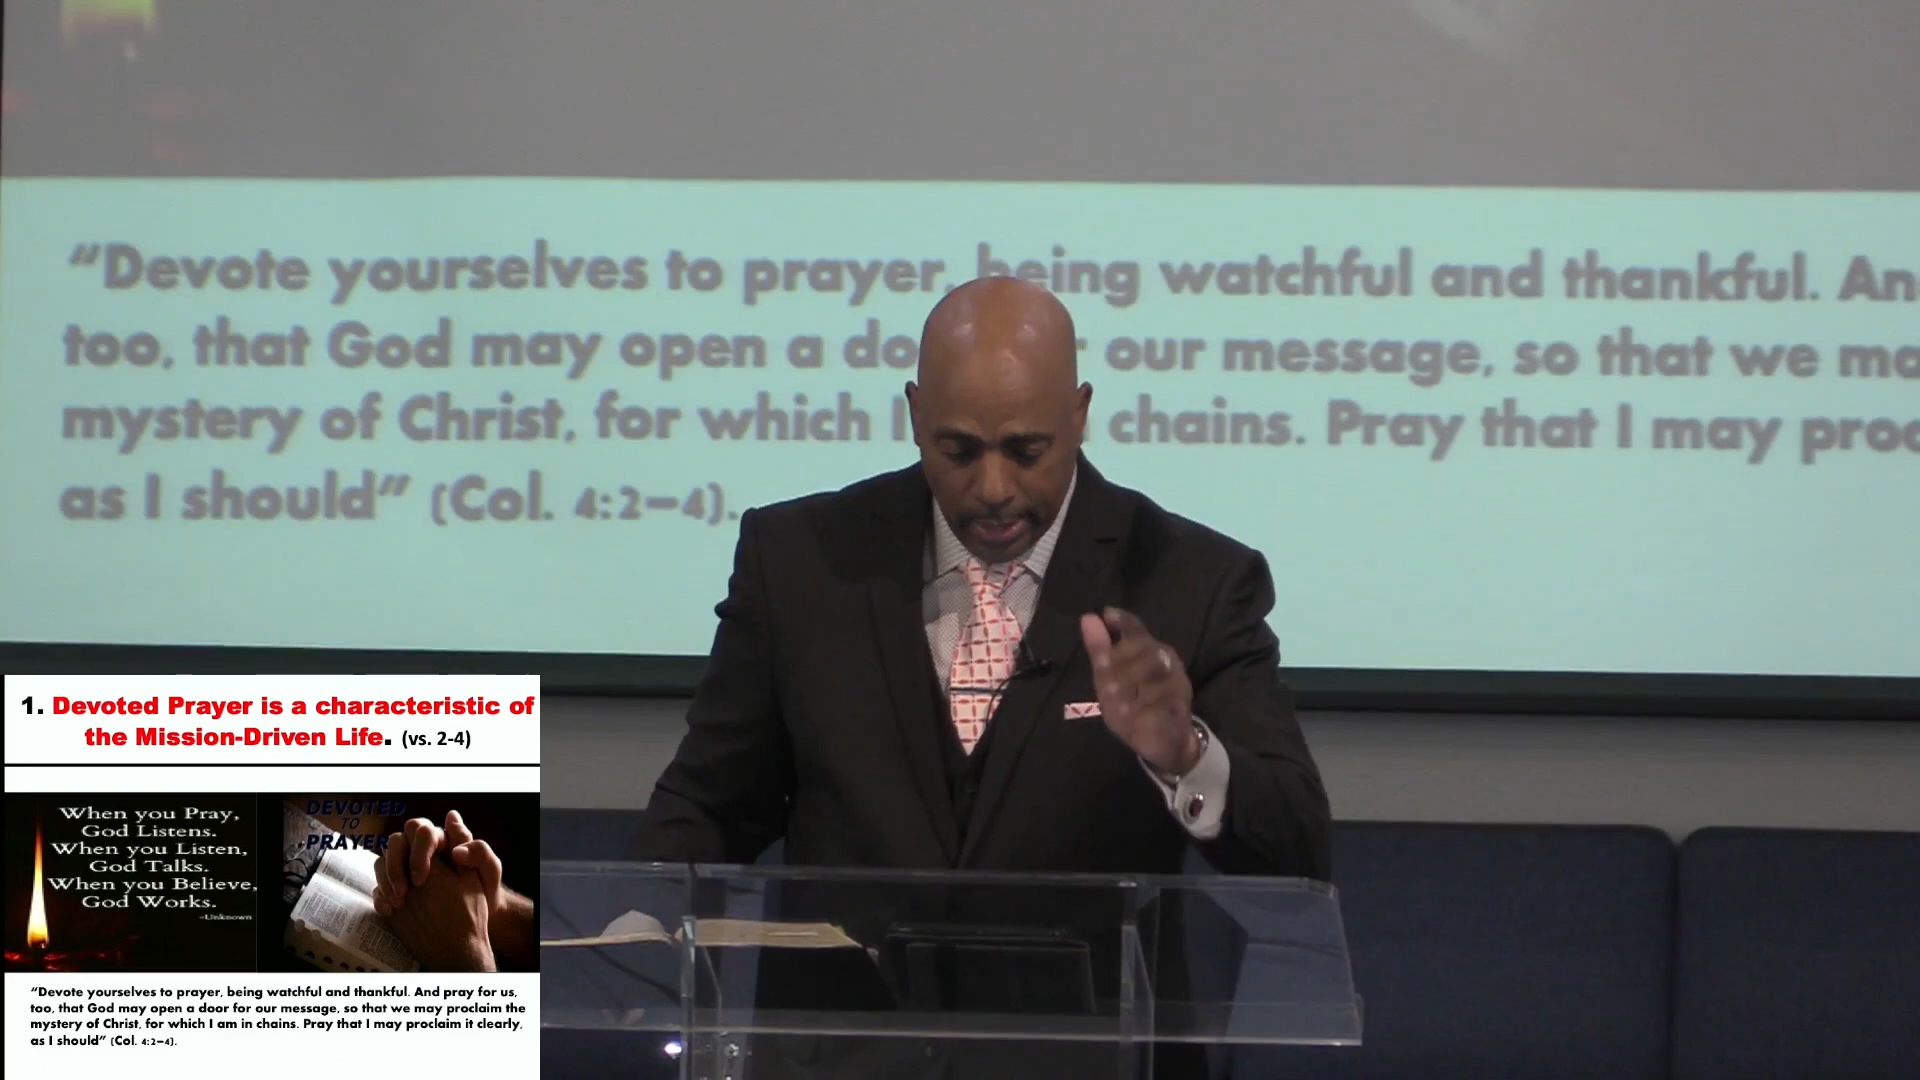 “Devote yourselves to prayer, being watchful and thankful. An
too, that God may open a do our message, so that we ma
mystery of Christ, for which I chains. Pray that I may proc
as I should” (Col. 4:2–4).
1. Devoted Prayer is a characteristic of
the Mission-Driven Life. (vs. 2-4)
When you Pray,
God Listens.
When you Listen,
God Talks.
When you Believe,
God Works.
~Unknown
DEVOTED
TO
PRAYER
“Devote yourselves to prayer, being watchful and thankful. And pray for us,
too, that God may open a door for our message, so that we may proclaim the
mystery of Christ, for which I am in chains. Pray that I may proclaim it clearly,
as I should” (Col. 4:2–4).